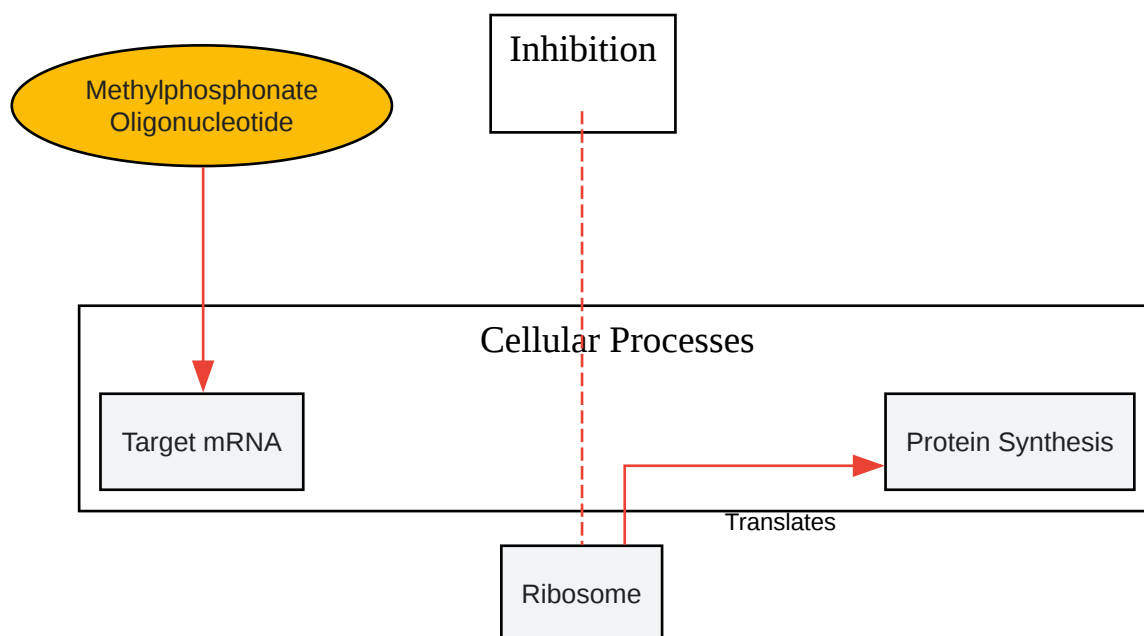 Inhibition
Methylphosphonate
Oligonucleotide
Cellular Processes
Target mRNA
Protein Synthesis
Translates
Ribosome